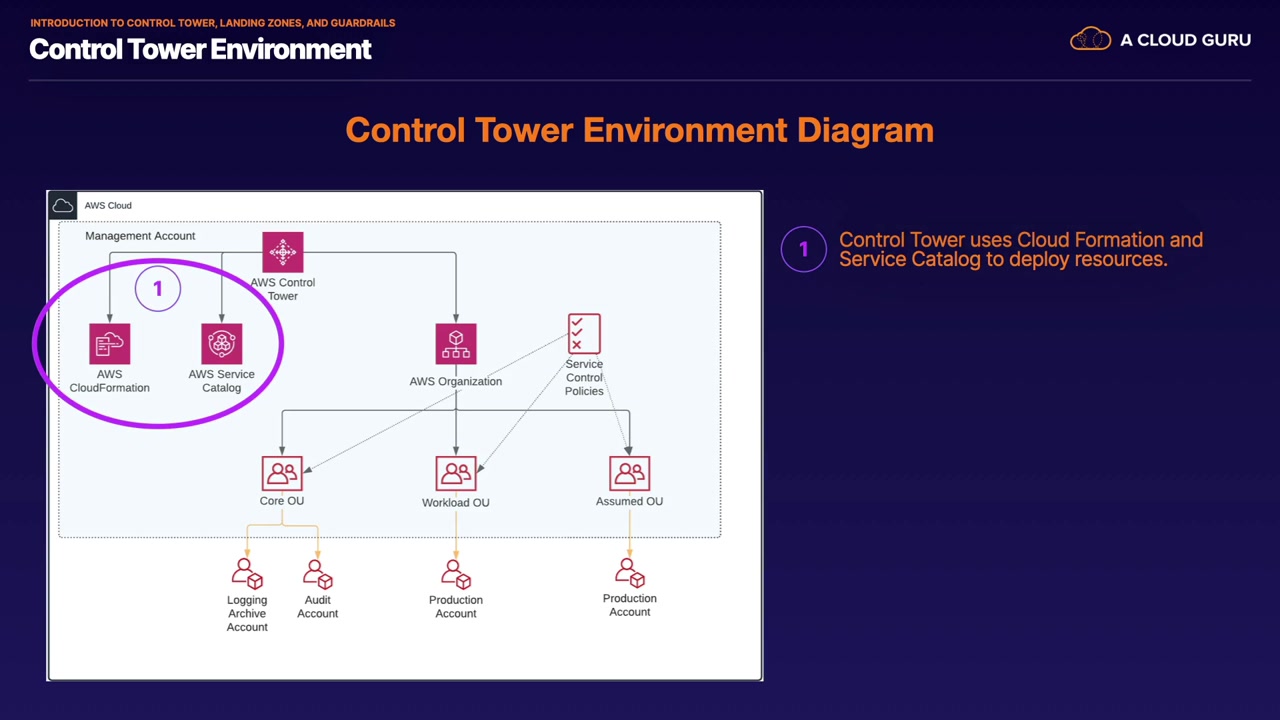 INTRODUCTION TO CONTROL TOWER, LANDING ZONES, AND GUARDRAILS
Control Tower Environment
A CLOUD GURU
Control Tower Environment Diagram
AWS Cloud
Management Account
AWS Control
Tower
1
AWS
CloudFormation
AWS Service
Catalog
AWS Organization
Service
Control
Policies
Core OU
Workload OU
Assumed OU
Logging
Archive
Account
Audit
Account
Production
Account
Production
Account
1
Control Tower uses Cloud Formation and
Service Catalog to deploy resources.